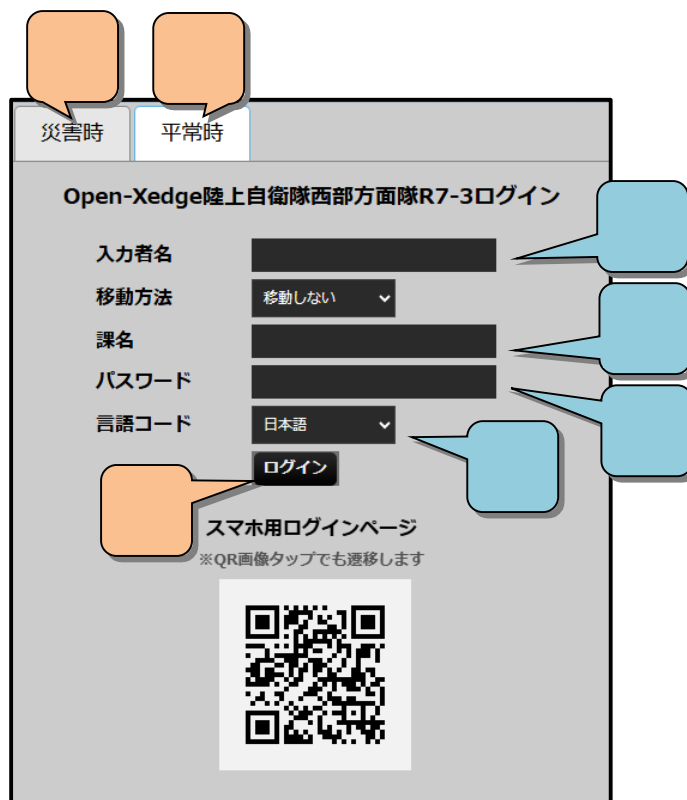 災害時
平常時
Open-Xedge陸上自衛隊西部方面隊R7-3ログイン
入力者名
移動方法
移動しない
課名
パスワード
言語コード
日本語
ログイン
スマホ用ログインページ
※QR画像タップでも遷移します